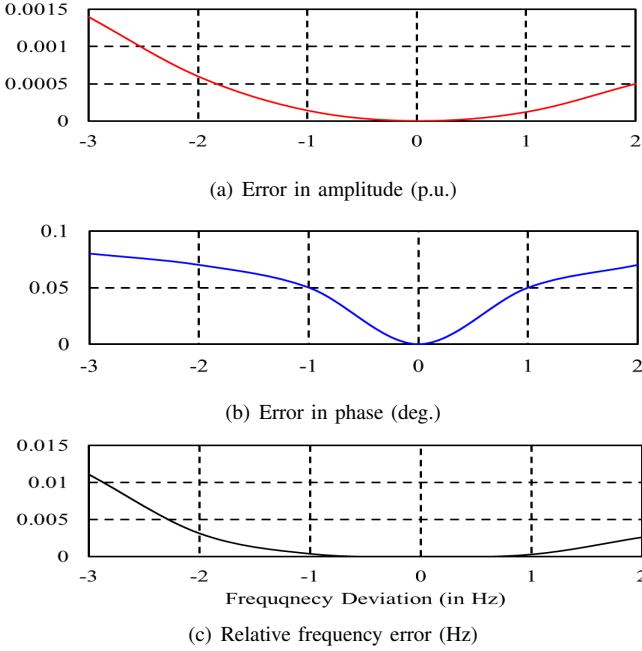 0.0015
0.001
0.0005
0
-3 -2 -1 0 1 2
(a) Error in amplitude (p.u.)
0.1
0.05
0
-3 -2 -1 0 1 2
(b) Error in phase (deg.)
0.015
0.01
0.005
0
-3 -2 -1 0 1 2
Frequqnecy Deviation (in Hz)
(c) Relative frequency error (Hz)